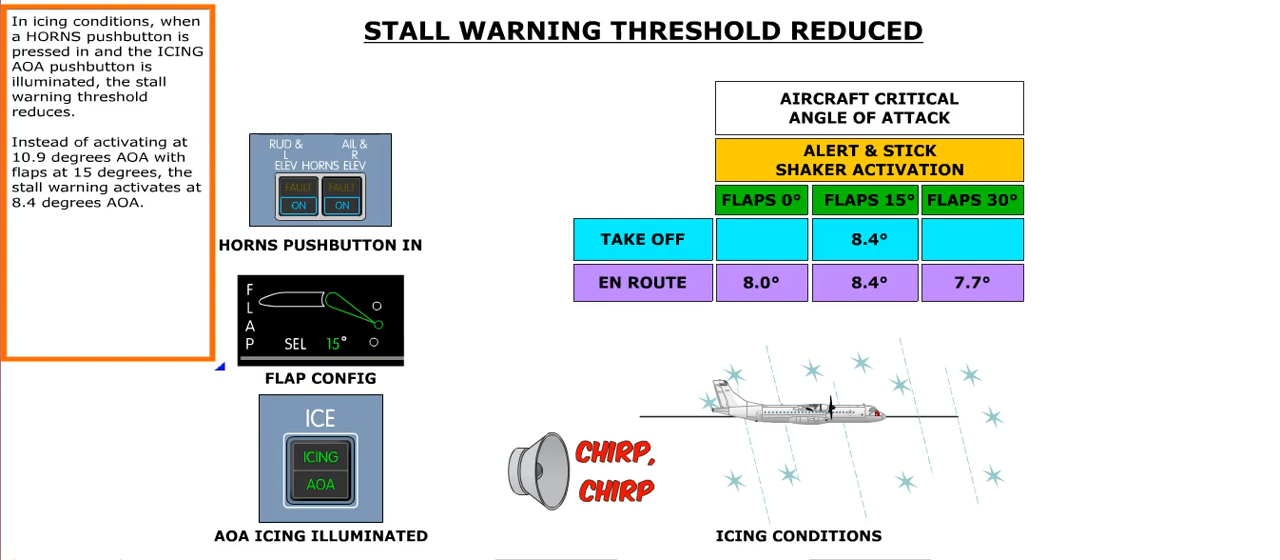 In icing conditions, when
a HORNS pushbutton is
pressed in and the ICING
AOA pushbutton is
illuminated, the stall
warning threshold
reduces.
Instead of activating at
10.9 degrees AOA with
flaps at 15 degrees, the
stall warning activates at
8.4 degrees AOA.
STALL WARNING THRESHOLD REDUCED
RUD & AIL &
L R
ELEV HORNS ELEV
FAULT FAULT
ON ON
HORNS PUSHBUTTON IN
FLAP
SEL 15°
FLAP CONFIG
ICE
ICING
AOA
AOA ICING ILLUMINATED
AIRCRAFT CRITICAL
ANGLE OF ATTACK
ALERT & STICK
SHAKER ACTIVATION
FLAPS 0° FLAPS 15° FLAPS 30°
TAKE OFF 8.4°
EN ROUTE 8.0° 8.4° 7.7°
CHIRP,
CHIRP
ICING CONDITIONS